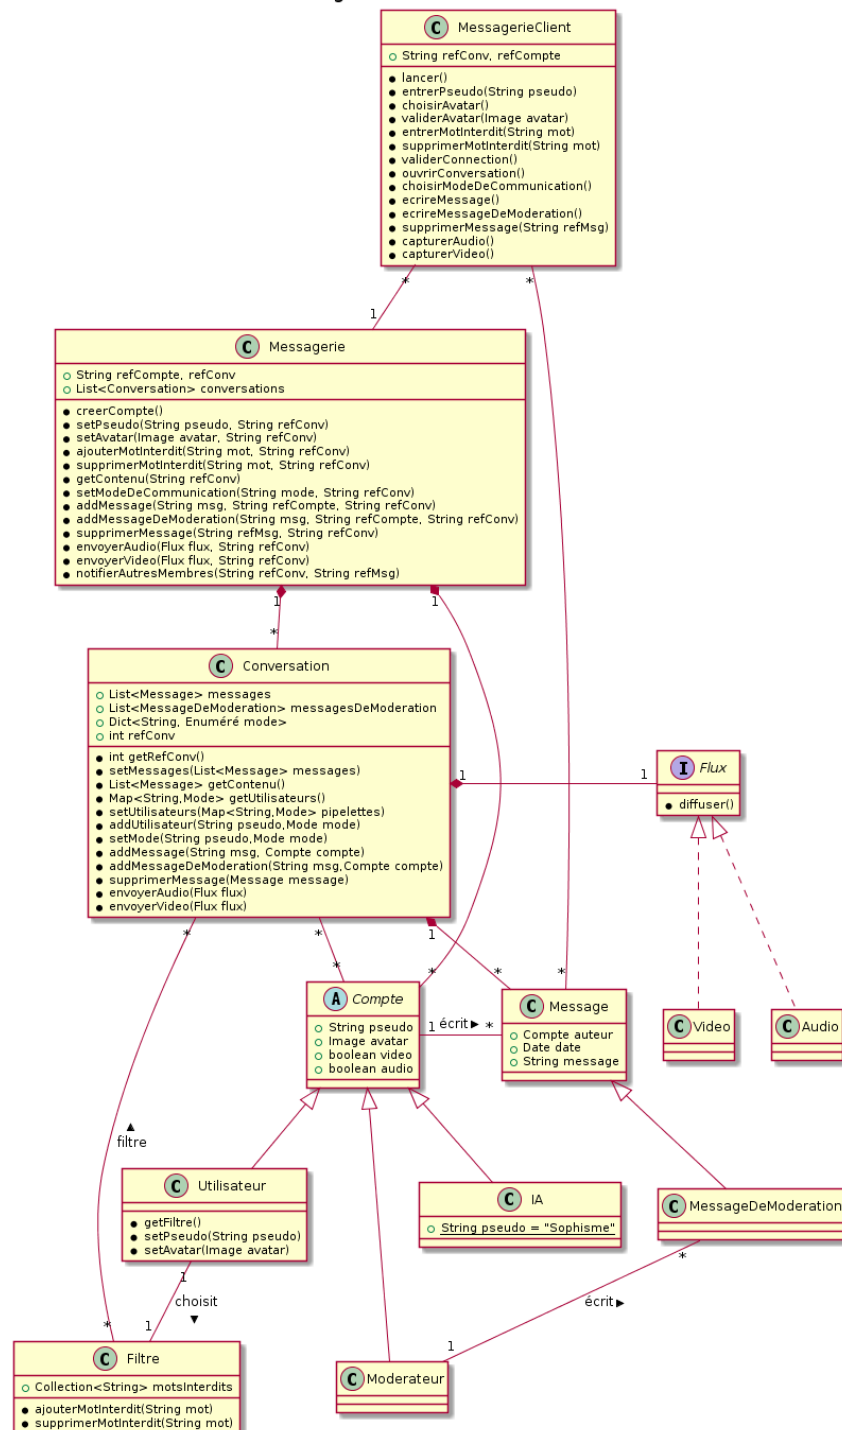 MessagerieClient
String refConv, refCompte
lancer()
entrerPseudo(String pseudo)
choisirAvatar()
validerAvatar(Image avatar)
entrerMotInterdit(String mot)
supprimerMotInterdit(String mot)
validerConnection()
ouvrirConversation()
choisirModeDeCommunication()
ecrireMessage()
ecrireMessageDeModeration()
supprimerMessage(String refMsg)
capturerAudio()
capturerVideo()
* *
1
Messagerie
String refCompte, refConv
List<Conversation> conversations
creerCompte()
setPseudo(String pseudo, String refConv)
setAvatar(Image avatar, String refConv)
ajouterMotInterdit(String mot, String refConv)
supprimerMotInterdit(String mot, String refConv)
getContenu(String refConv)
setModeDeCommunication(String mode, String refConv)
addMessage(String msg, String refCompte, String refConv)
addMessageDeModeration(String msg, String refCompte, String refConv)
supprimerMessage(String refMsg, String refConv)
envoyerAudio(Flux flux, String refConv)
envoyerVideo(Flux flux, String refConv)
notifierAutresMembres(String refConv, String refMsg)
1 1
*
Conversation
List<Message> messages
List<MessageDeModeration> messagesDeModeration
Dict<String, Enuméré mode>
int refConv
int getRefConv()
setMessages(List<Message> messages)
List<Message> getContenu()
Map<String,Mode> getUtilisateurs()
setUtilisateurs(Map<String,Mode> pipelettes)
addUtilisateur(String pseudo,Mode mode)
setMode(String pseudo,Mode mode)
addMessage(String msg, Compte compte)
addMessageDeModeration(String msg,Compte compte)
supprimerMessage(Message message)
envoyerAudio(Flux flux)
envoyerVideo(Flux flux)
1 1
Flux
diffuser()
* * 1
* * * *
Compte
String pseudo
Image avatar
boolean video
boolean audio
1 écrit *
Message
Compte auteur
Date date
String message
Video
Audio
filtre
Utilisateur
getFiltre()
setPseudo(String pseudo)
setAvatar(Image avatar)
IA
String pseudo = "Sophisme"
MessageDeModeration
1
choisit
* 1
*
écrit
1
Filtre
Collection<String> motsInterdits
ajouterMotInterdit(String mot)
supprimerMotInterdit(String mot)
Moderateur